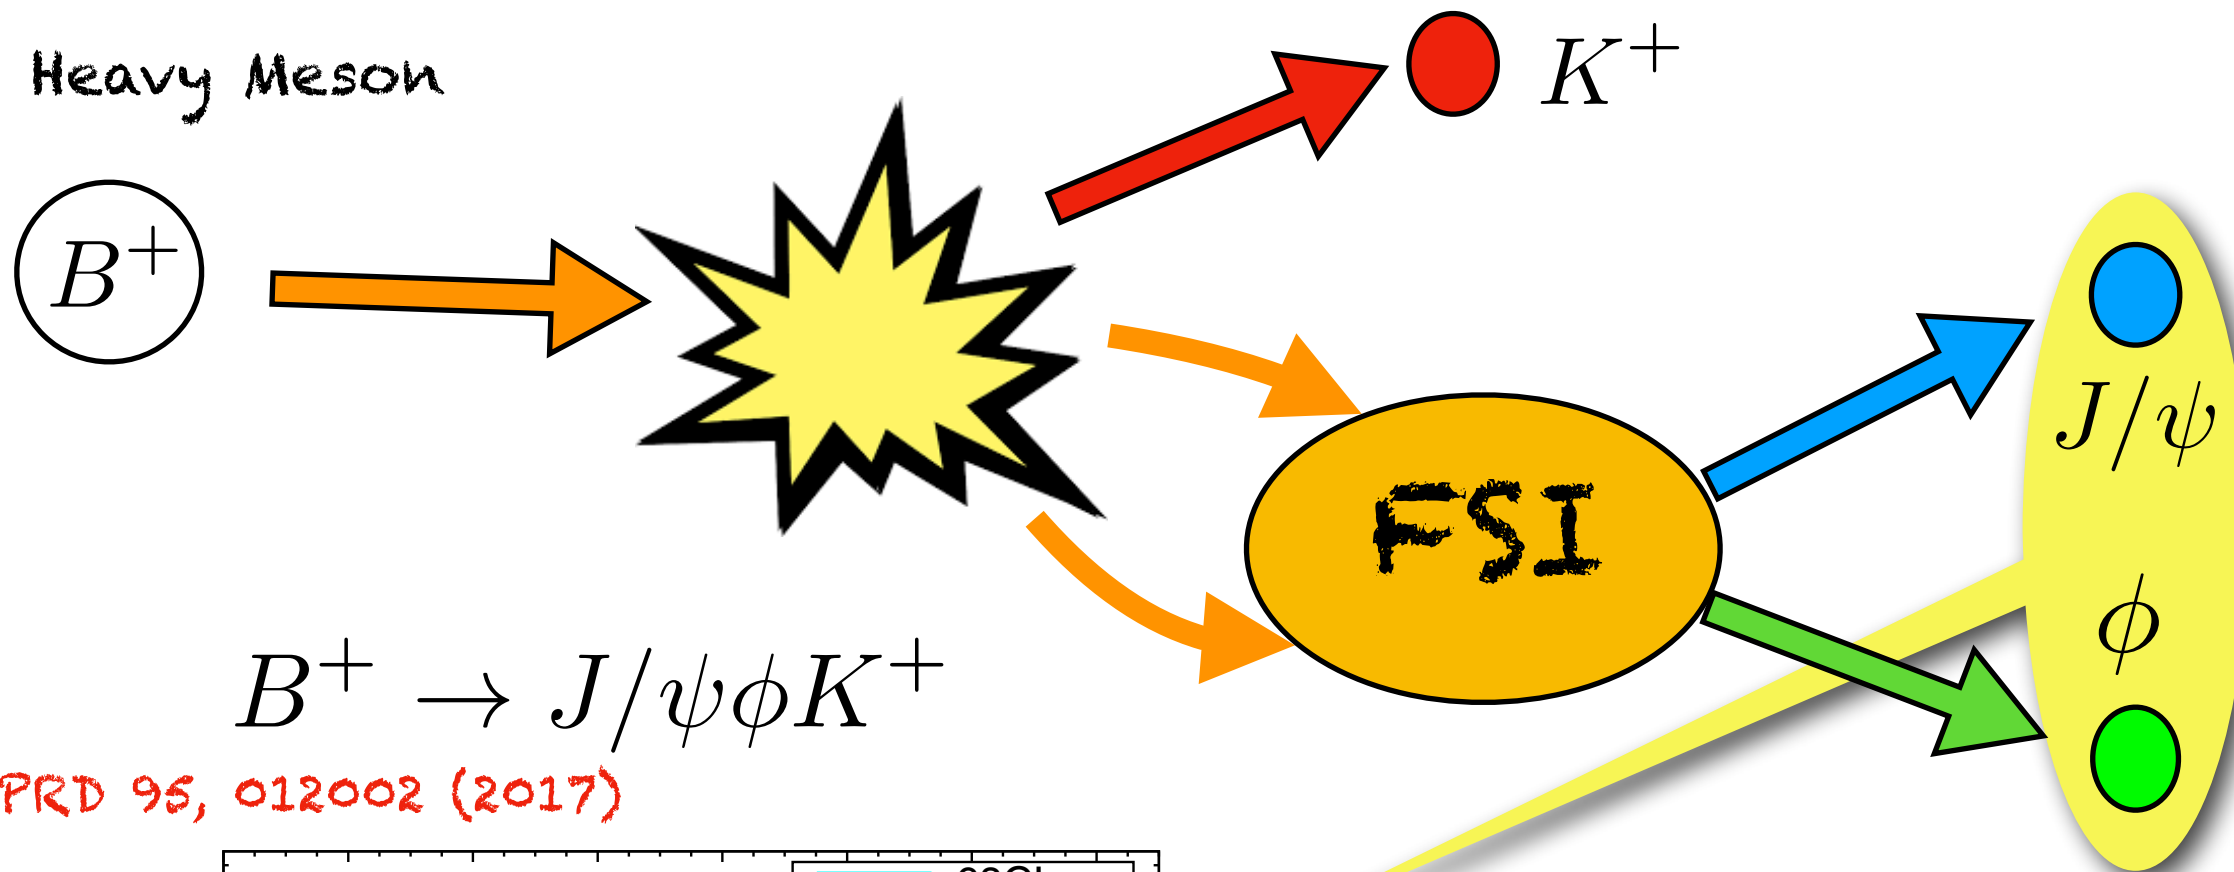 Heavy Meson
K⁺
B⁺
J/ψ
FSI
ϕ
B⁺ → J/ψϕK⁺
PRD 95, 012002 (2017)